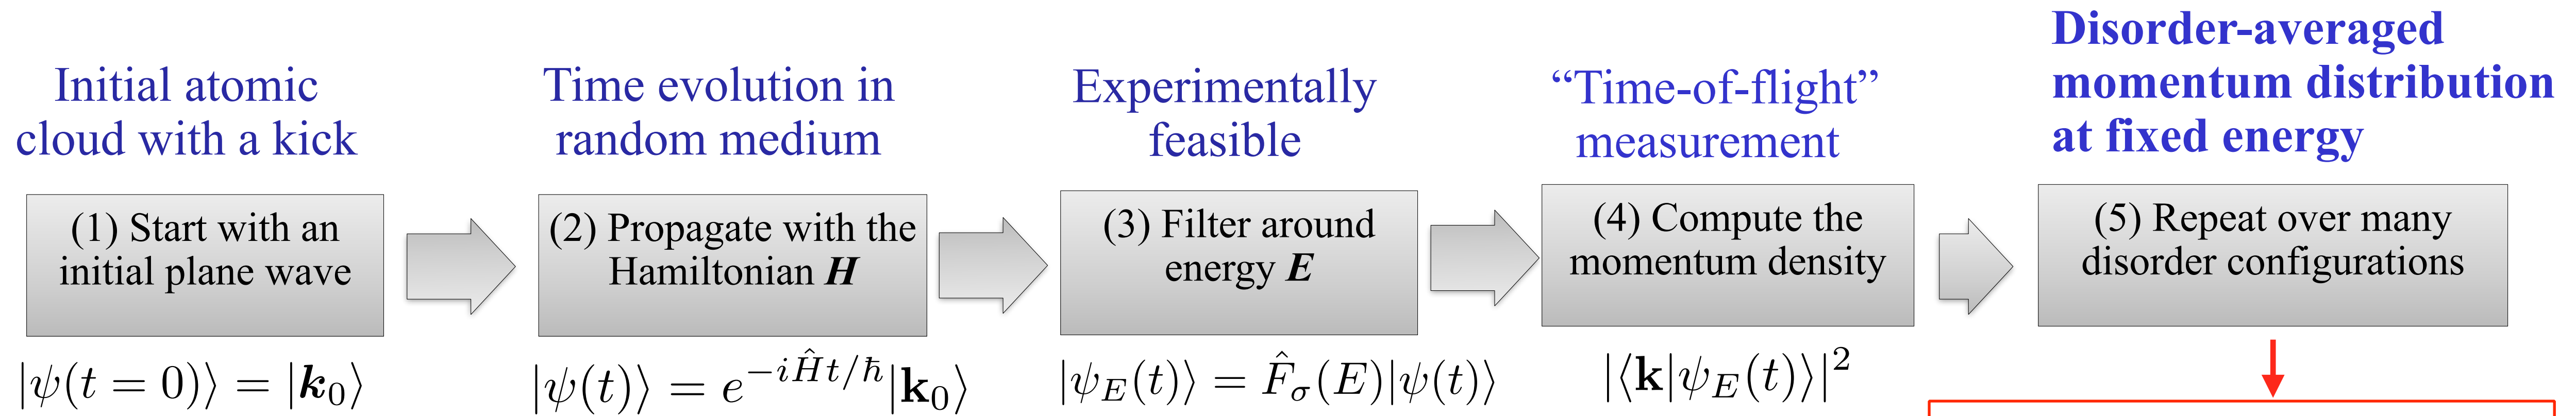 Initial atomic
cloud with a kick
(1) Start with an
initial plane wave
|ψ(t = 0)⟩ = |𝒌₀⟩
Time evolution in
random medium
(2) Propagate with the
Hamiltonian H
|ψ(t)⟩ = e^{−iĤt/ℏ}|k₀⟩
Experimentally
feasible
(3) Filter around
energy E
|ψ_E(t)⟩ = F̂_σ(E)|ψ(t)⟩
“Time-of-flight”
measurement
(4) Compute the
momentum density
|⟨k|ψ_E(t)⟩|²
Disorder-averaged
momentum distribution
at fixed energy
(5) Repeat over many
disorder configurations